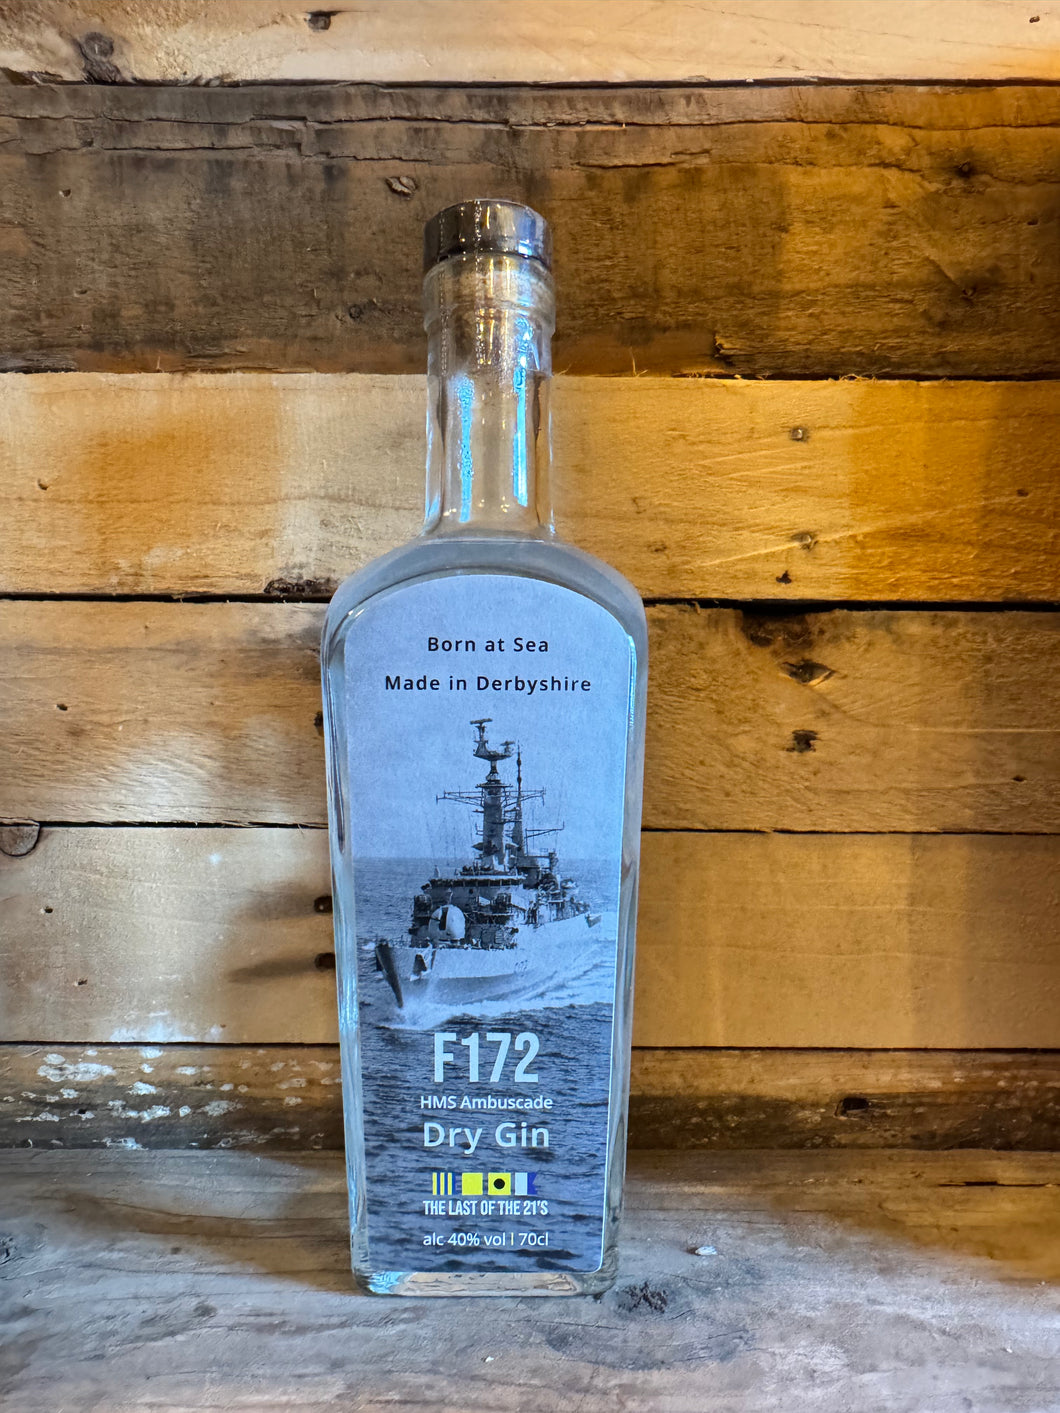 Born at Sea
Made in Derbyshire
F172
HMS Ambuscade
Dry Gin
THE LAST OF THE 21'S
alc 40% vol | 70cl